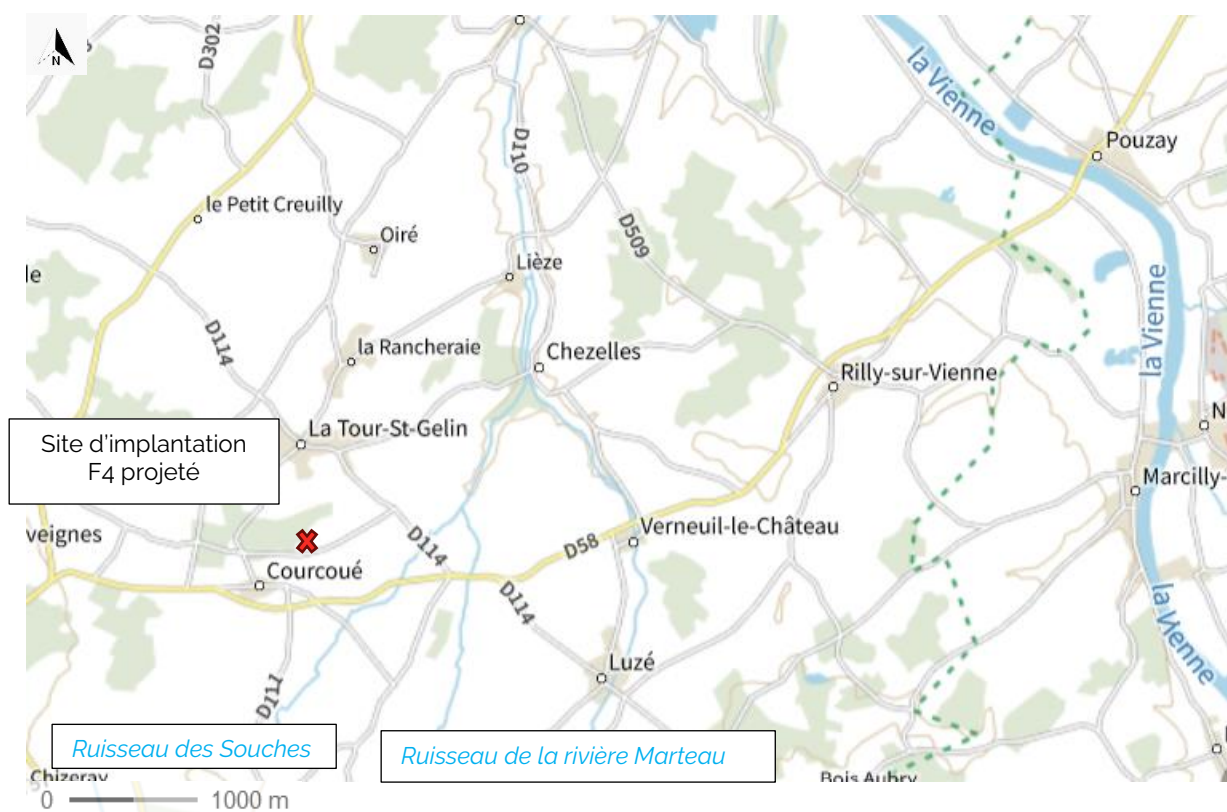 N
D302
D110
la Vienne
Pouzay
le Petit Creuilly
Oiré
D509
Lièze
la Vienne
D114
la Rancheraie
Chezelles
Rilly-sur-Vienne
Site d'implantation
F4 projeté
La Tour-St-Gelin
N
Marcilly-
veignes
D114
Verneuil-le-Château
D58
Courcoué
D114
la Vienne
Luzé
D111
Ruisseau des Souches
Ruisseau de la rivière Marteau
Chizeray
Bois Aubry
0
1000 m